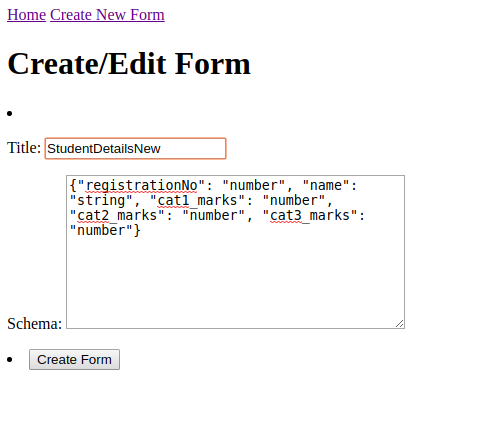 Home Create New Form
Create/Edit Form
Title: StudentDetailsNew
{"registrationNo": "number", "name":
"string", "cat1_marks": "number",
"cat2_marks": "number", "cat3_marks":
"number"}
Schema:
Create Form